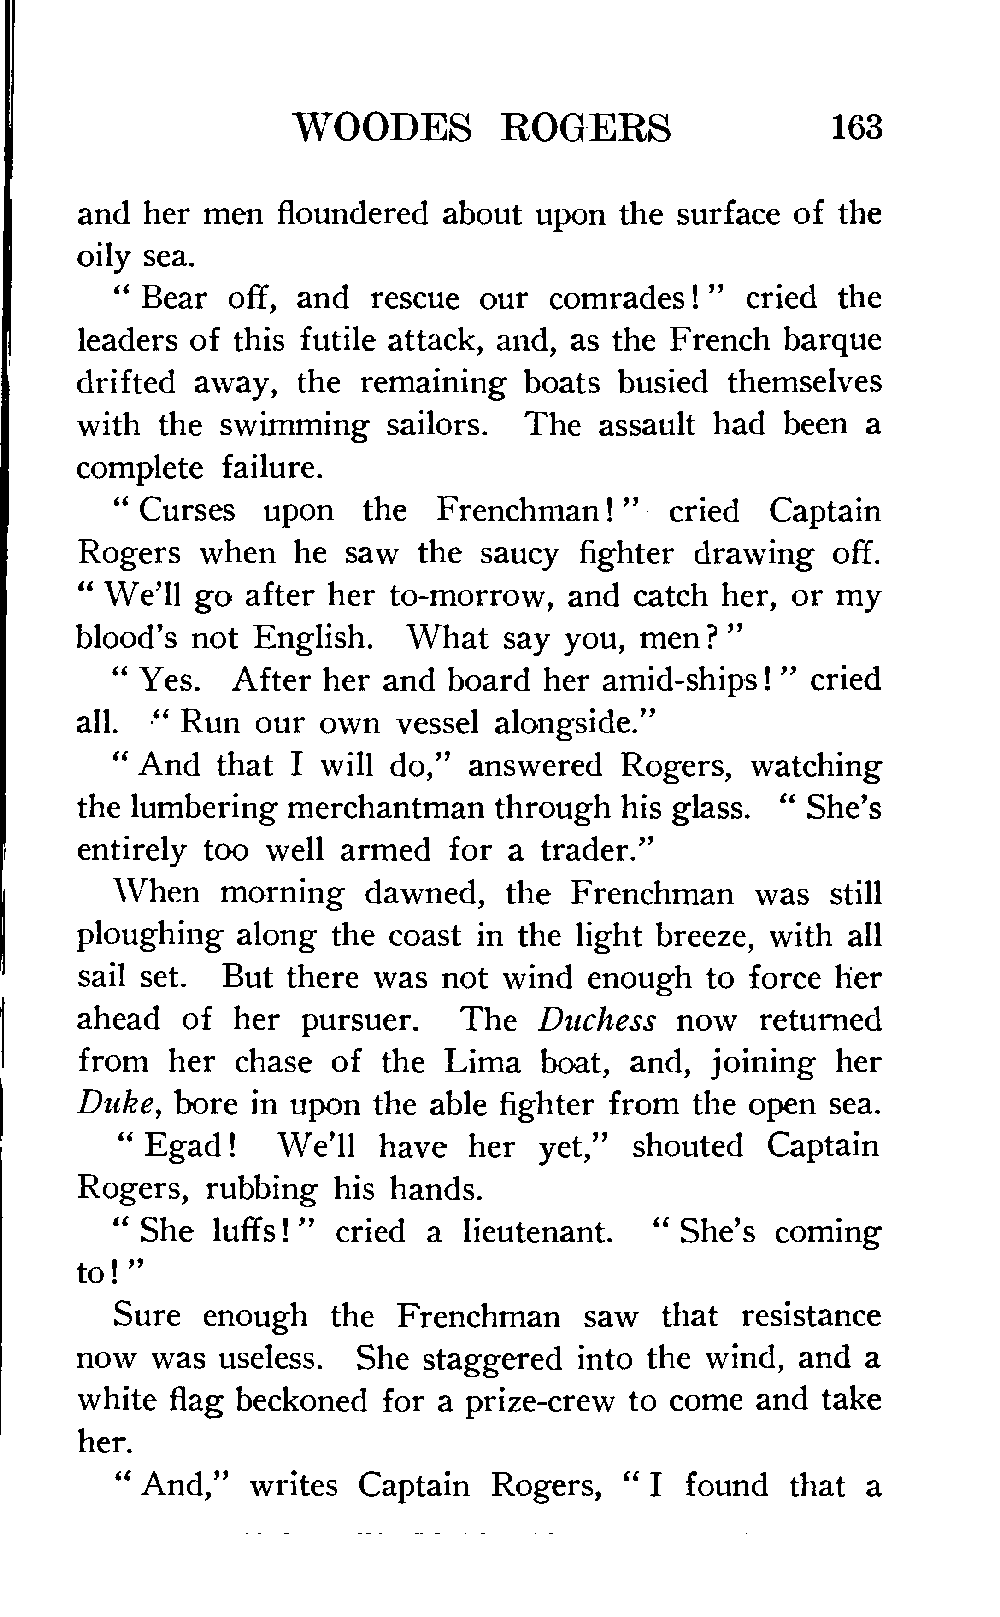 WOODES ROGERS 163
and her men floundered about upon the surface of the
oily sea.
“ Bear off, and rescue our comrades! ” cried the
leaders of this futile attack, and, as the French barque
drifted away, the remaining boats busied themselves
with the swimming sailors. The assault had been a
complete failure.
“ Curses upon the Frenchman! ” cried Captain
Rogers when he saw the saucy fighter drawing off.
“ We’ll go after her to-morrow, and catch her, or my
blood’s not English. What say you, men? ”
“ Yes. After her and board her amid-ships! ” cried
all. “ Run our own vessel alongside.”
“ And that I will do,” answered Rogers, watching
the lumbering merchantman through his glass. “ She’s
entirely too well armed for a trader.”
When morning dawned, the Frenchman was still
ploughing along the coast in the light breeze, with all
sail set. But there was not wind enough to force her
ahead of her pursuer. The Duchess now returned
from her chase of the Lima boat, and, joining her
Duke, bore in upon the able fighter from the open sea.
“ Egad! We’ll have her yet,” shouted Captain
Rogers, rubbing his hands.
“ She luffs! ” cried a lieutenant. “ She’s coming
to! ”
Sure enough the Frenchman saw that resistance
now was useless. She staggered into the wind, and a
white flag beckoned for a prize-crew to come and take
her.
“ And,” writes Captain Rogers, “ I found that a